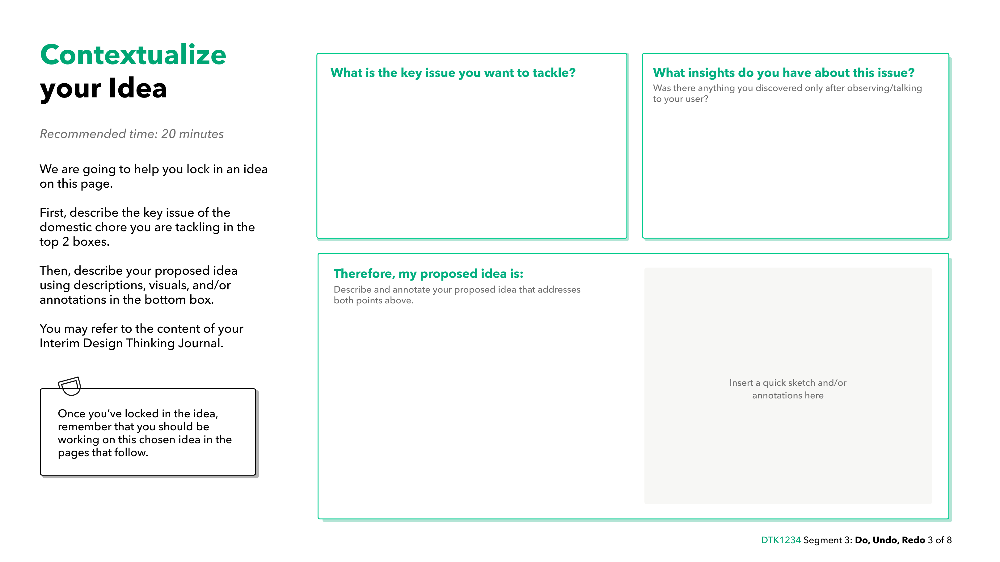 Contextualize
your Idea
Recommended time: 20 minutes
We are going to help you lock in an idea
on this page.
First, describe the key issue of the
domestic chore you are tackling in the
top 2 boxes.
Then, describe your proposed idea
using descriptions, visuals, and/or
annotations in the bottom box.
You may refer to the content of your
Interim Design Thinking Journal.
Once you’ve locked in the idea,
remember that you should be
working on this chosen idea in the
pages that follow.
What is the key issue you want to tackle?
What insights do you have about this issue?
Was there anything you discovered only after observing/talking
to your user?
Therefore, my proposed idea is:
Describe and annotate your proposed idea that addresses
both points above.
Insert a quick sketch and/or
annotations here
DTK1234 Segment 3: Do, Undo, Redo 3 of 8